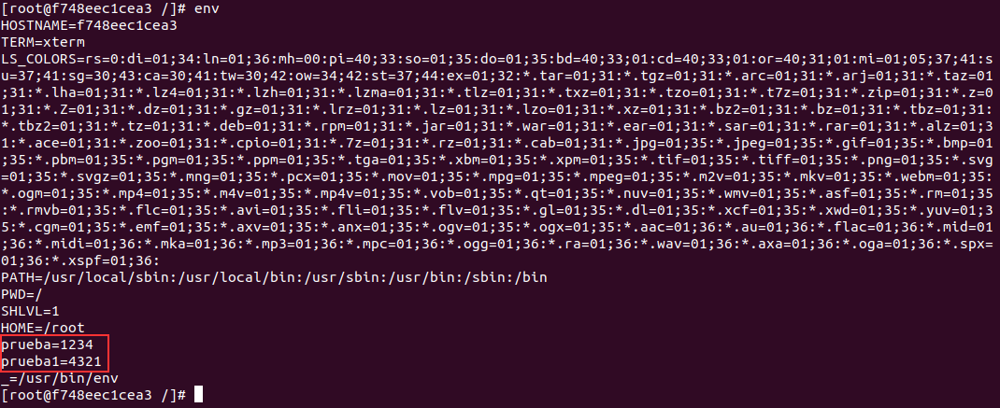 [root@f748eec1cea3 /]# env
HOSTNAME=f748eec1cea3
TERM=xterm
LS_COLORS=rs=0:di=01;34:ln=01;36:mh=00:pi=40;33:so=01;35:do=01;35:bd=40;33;01:cd=40;33;01:or=40;31;01:mi=01;05;37;41:s
u=37;41:sg=30;43:ca=30;41:tw=30;42:ow=34;42:st=37;44:ex=01;32:*.tar=01;31:*.tgz=01;31:*.arc=01;31:*.arj=01;31:*.taz=01
;31:*.lha=01;31:*.lz4=01;31:*.lzh=01;31:*.lzma=01;31:*.tlz=01;31:*.txz=01;31:*.tzo=01;31:*.t7z=01;31:*.zip=01;31:*.z=0
1;31:*.Z=01;31:*.dz=01;31:*.gz=01;31:*.lrz=01;31:*.lz=01;31:*.lzo=01;31:*.xz=01;31:*.bz2=01;31:*.bz=01;31:*.tbz=01;31:
*.tbz2=01;31:*.tz=01;31:*.deb=01;31:*.rpm=01;31:*.jar=01;31:*.war=01;31:*.ear=01;31:*.sar=01;31:*.rar=01;31:*.alz=01;3
1:*.ace=01;31:*.zoo=01;31:*.cpio=01;31:*.7z=01;31:*.rz=01;31:*.cab=01;31:*.jpg=01;35:*.jpeg=01;35:*.gif=01;35:*.bmp=01
;35:*.pbm=01;35:*.pgm=01;35:*.ppm=01;35:*.tga=01;35:*.xbm=01;35:*.xpm=01;35:*.tif=01;35:*.tiff=01;35:*.png=01;35:*.svg
=01;35:*.svgz=01;35:*.mng=01;35:*.pcx=01;35:*.mov=01;35:*.mpg=01;35:*.mpeg=01;35:*.m2v=01;35:*.mkv=01;35:*.webm=01;35:
*.ogm=01;35:*.mp4=01;35:*.m4v=01;35:*.mp4v=01;35:*.vob=01;35:*.qt=01;35:*.nuv=01;35:*.wmv=01;35:*.asf=01;35:*.rm=01;35
:*.rmvb=01;35:*.flc=01;35:*.avi=01;35:*.fli=01;35:*.flv=01;35:*.gl=01;35:*.dl=01;35:*.xcf=01;35:*.xwd=01;35:*.yuv=01;3
5:*.cgm=01;35:*.emf=01;35:*.axv=01;35:*.anx=01;35:*.ogv=01;35:*.ogx=01;35:*.aac=01;36:*.au=01;36:*.flac=01;36:*.mid=01
;36:*.midi=01;36:*.mka=01;36:*.mp3=01;36:*.mpc=01;36:*.ogg=01;36:*.ra=01;36:*.wav=01;36:*.axa=01;36:*.oga=01;36:*.spx=
01;36:*.xspf=01;36:
PATH=/usr/local/sbin:/usr/local/bin:/usr/sbin:/usr/bin:/sbin:/bin
PWD=/
SHLVL=1
HOME=/root
prueba=1234
prueba1=4321
_=/usr/bin/env
[root@f748eec1cea3 /]#